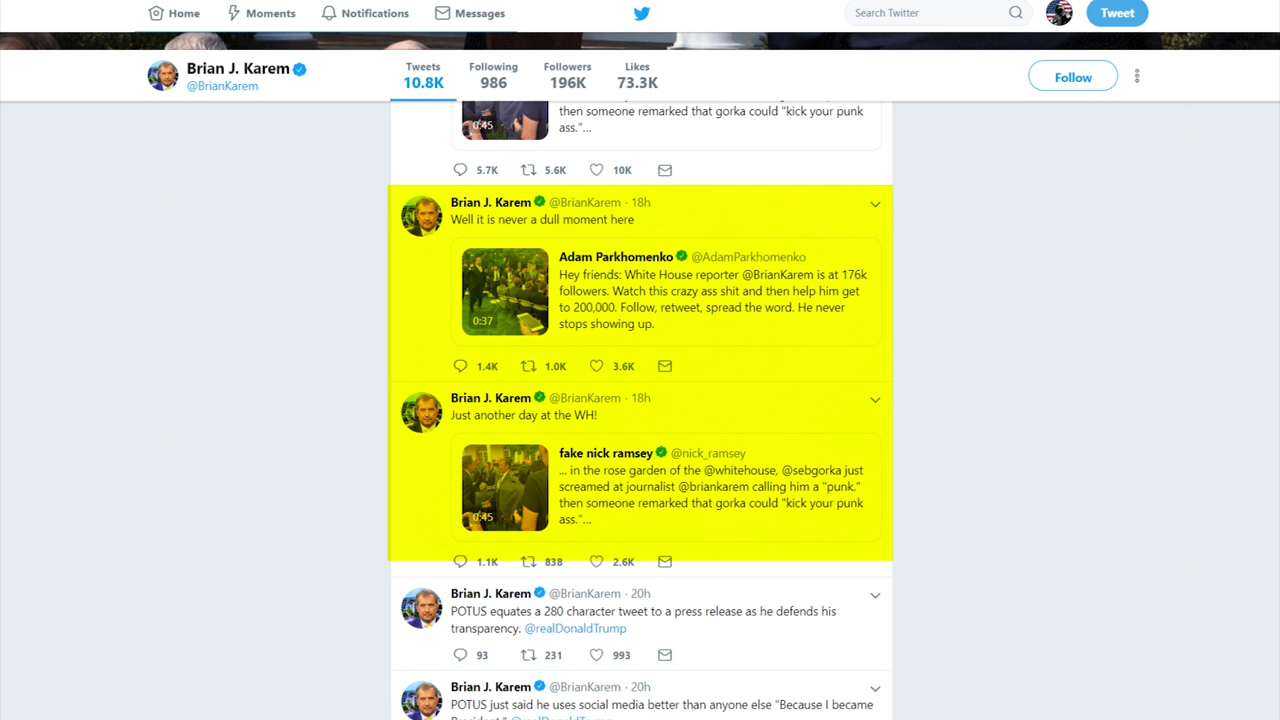 Home Moments Notifications Messages Search Twitter Tweet
Brian J. Karem
@BrianKarem
Tweets Following Followers Likes
10.8K 986 196K 73.3K
Follow
then someone remarked that gorka could "kick your punk
ass."...
0:45
5.7K 5.6K 10K
Brian J. Karem @BrianKarem · 18h
Well it is never a dull moment here
Adam Parkhomenko @AdamParkhomenko
Hey friends: White House reporter @BrianKarem is at 176k
followers. Watch this crazy ass shit and then help him get
to 200,000. Follow, retweet, spread the word. He never
stops showing up.
0:37
1.4K 1.0K 3.6K
Brian J. Karem @BrianKarem · 18h
Just another day at the WH!
fake nick ramsey @nick_ramsey
... in the rose garden of the @whitehouse, @sebgorka just
screamed at journalist @briankarem calling him a "punk."
then someone remarked that gorka could "kick your punk
ass."...
0:45
1.1K 838 2.6K
Brian J. Karem @BrianKarem · 20h
POTUS equates a 280 character tweet to a press release as he defends his
transparency. @realDonaldTrump
93 231 993
Brian J. Karem @BrianKarem · 20h
POTUS just said he uses social media better than anyone else "Because I became
President." @realDonaldTrump